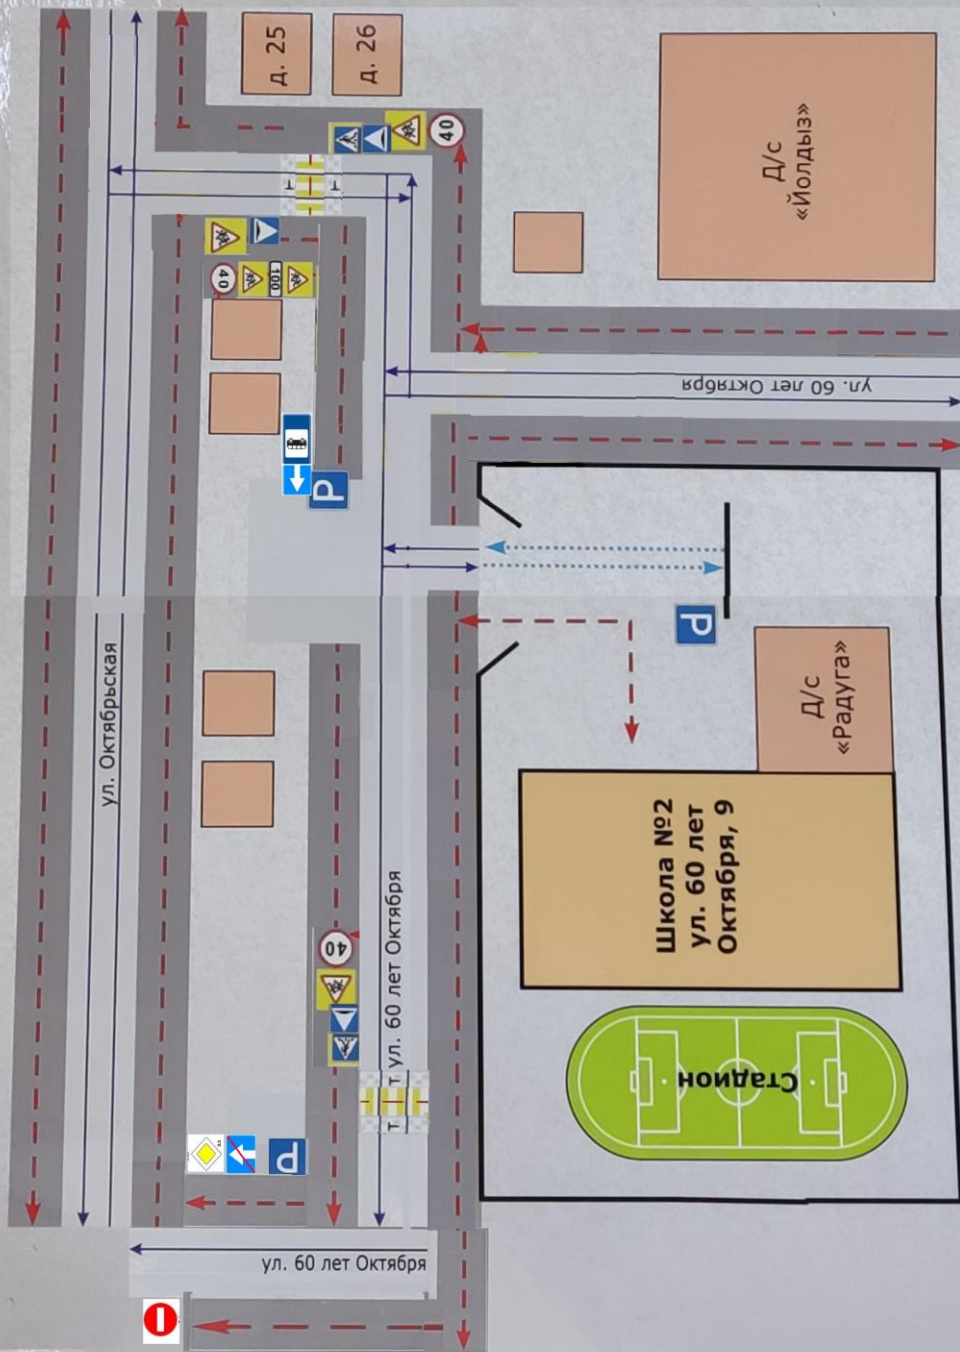 д. 25
д. 26
Д/с
«Йолдыз»
40
40
100
ул. 60 лет Октября
P
ул. Октябрьская
P
Д/с
«Радуга»
Школа №2
ул. 60 лет
Октября, 9
40
ул. 60 лет Октября
Стадион
P
ул. 60 лет Октября
T
T
T
T